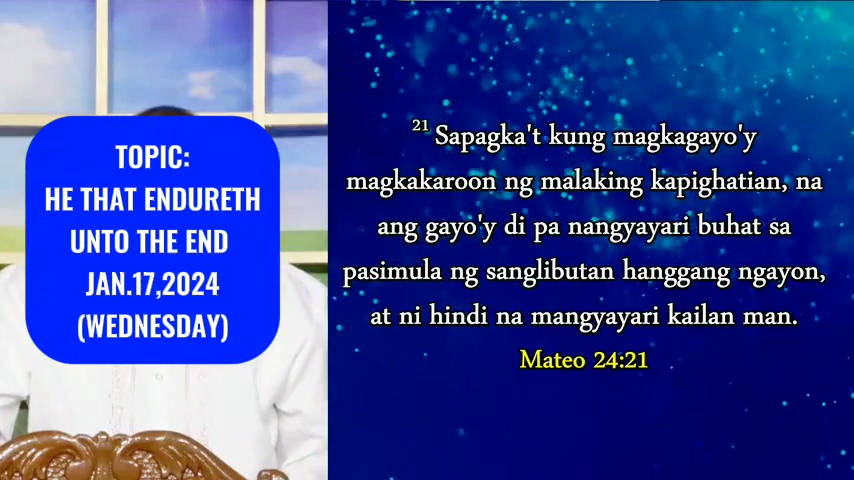 TOPIC:
HE THAT ENDURETH
UNTO THE END
JAN.17,2024
(WEDNESDAY)
21 Sapagka't kung magkagayo'y
magkakaroon ng malaking kapighatian, na
ang gayo'y di pa nangyayari buhat sa
pasimula ng sanglibutan hanggang ngayon,
at ni hindi na mangyayari kailan man.
Mateo 24:21